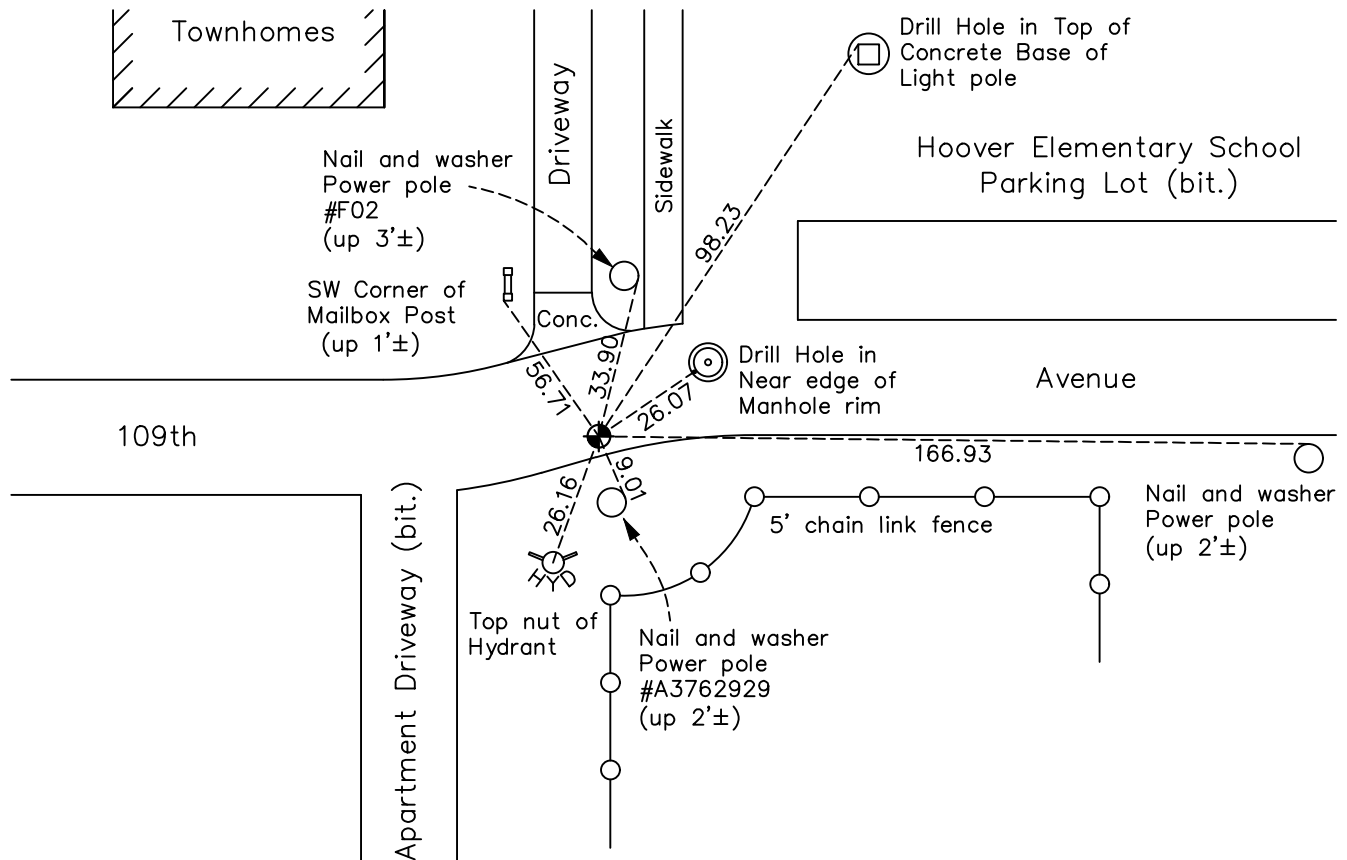 Townhomes
Driveway
Sidewalk
Drill Hole in Top of
Concrete Base of
Light pole
Hoover Elementary School
Parking Lot (bit.)
Nail and washer
Power pole
#F02
(up 3'±)
98.23
SW Corner of
Mailbox Post
(up 1'±)
Conc.
56.71
33.90
26.07
Drill Hole in
Near edge of
Manhole rim
Avenue
109th
166.93
9.01
26.16
HYD
5' chain link fence
Nail and washer
Power pole
(up 2'±)
Apartment Driveway (bit.)
Top nut of
Hydrant
Nail and washer
Power pole
#A3762929
(up 2'±)